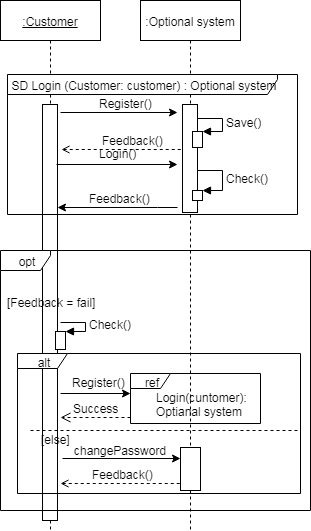 :Customer
:Optional system
SD Login (Customer: customer) : Optional system
Register()
Save()
Feedback()
Login()
Check()
Feedback()
opt
[Feedback = fail]
Check()
alt
Register()
ref
Login(cuntomer):
Optianal system
Success
[else]
changePassword
Feedback()